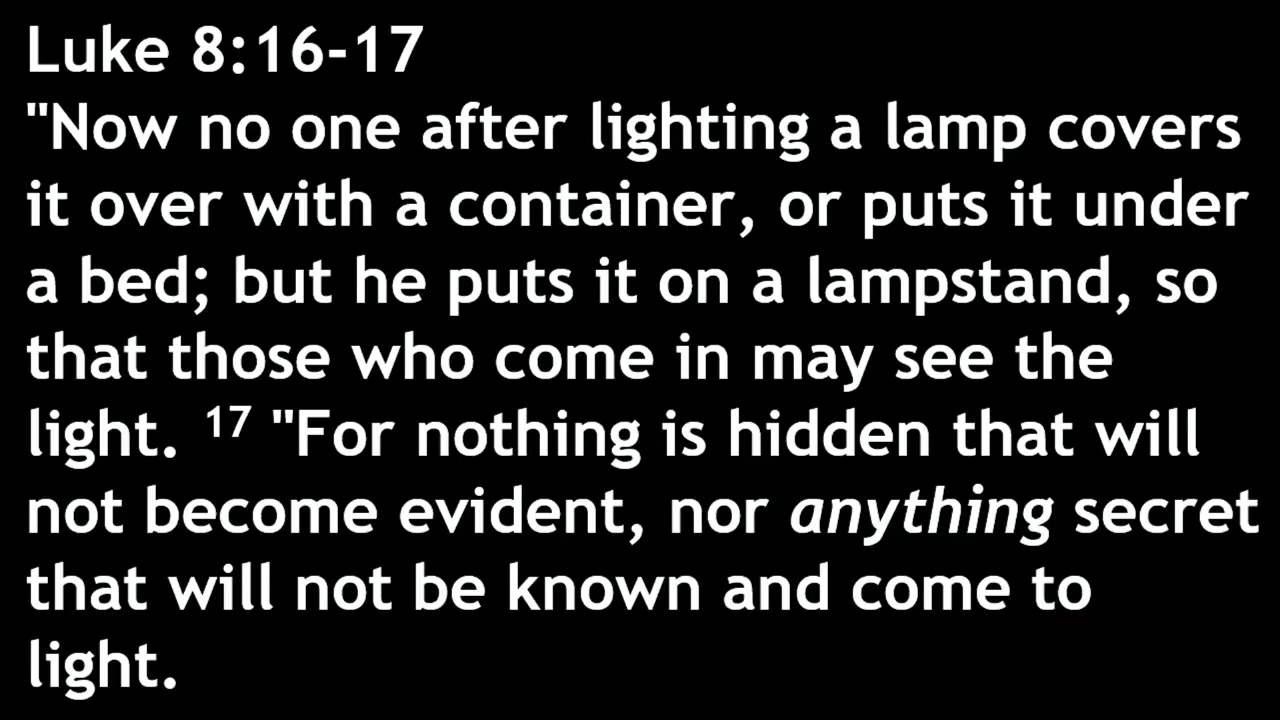 Luke 8:16-17
"Now no one after lighting a lamp covers
it over with a container, or puts it under
a bed; but he puts it on a lampstand, so
that those who come in may see the
light. 17 "For nothing is hidden that will
not become evident, nor anything secret
that will not be known and come to
light.